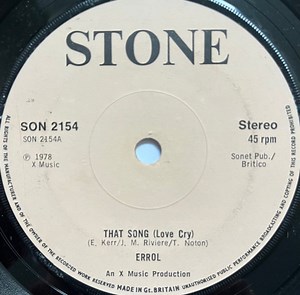 STONE
SON 2154
SON 2154A
Stereo
45 rpm
℗ 1978
X Music
Sonet Pub./
Britico
THAT SONG (Love Cry)
(E. Kerr/J. M. Riviere/T. Noton)
ERROL
An X Music Production
ALL RIGHTS OF THE MANUFACTURER AND OF THE OWNER OF THE RECORDED WORK RESERVED MADE IN GT. BRITAIN UNAUTHORISED PUBLIC PERFORMANCE BROADCASTING AND COPYING OF THIS RECORD PROHIBITED